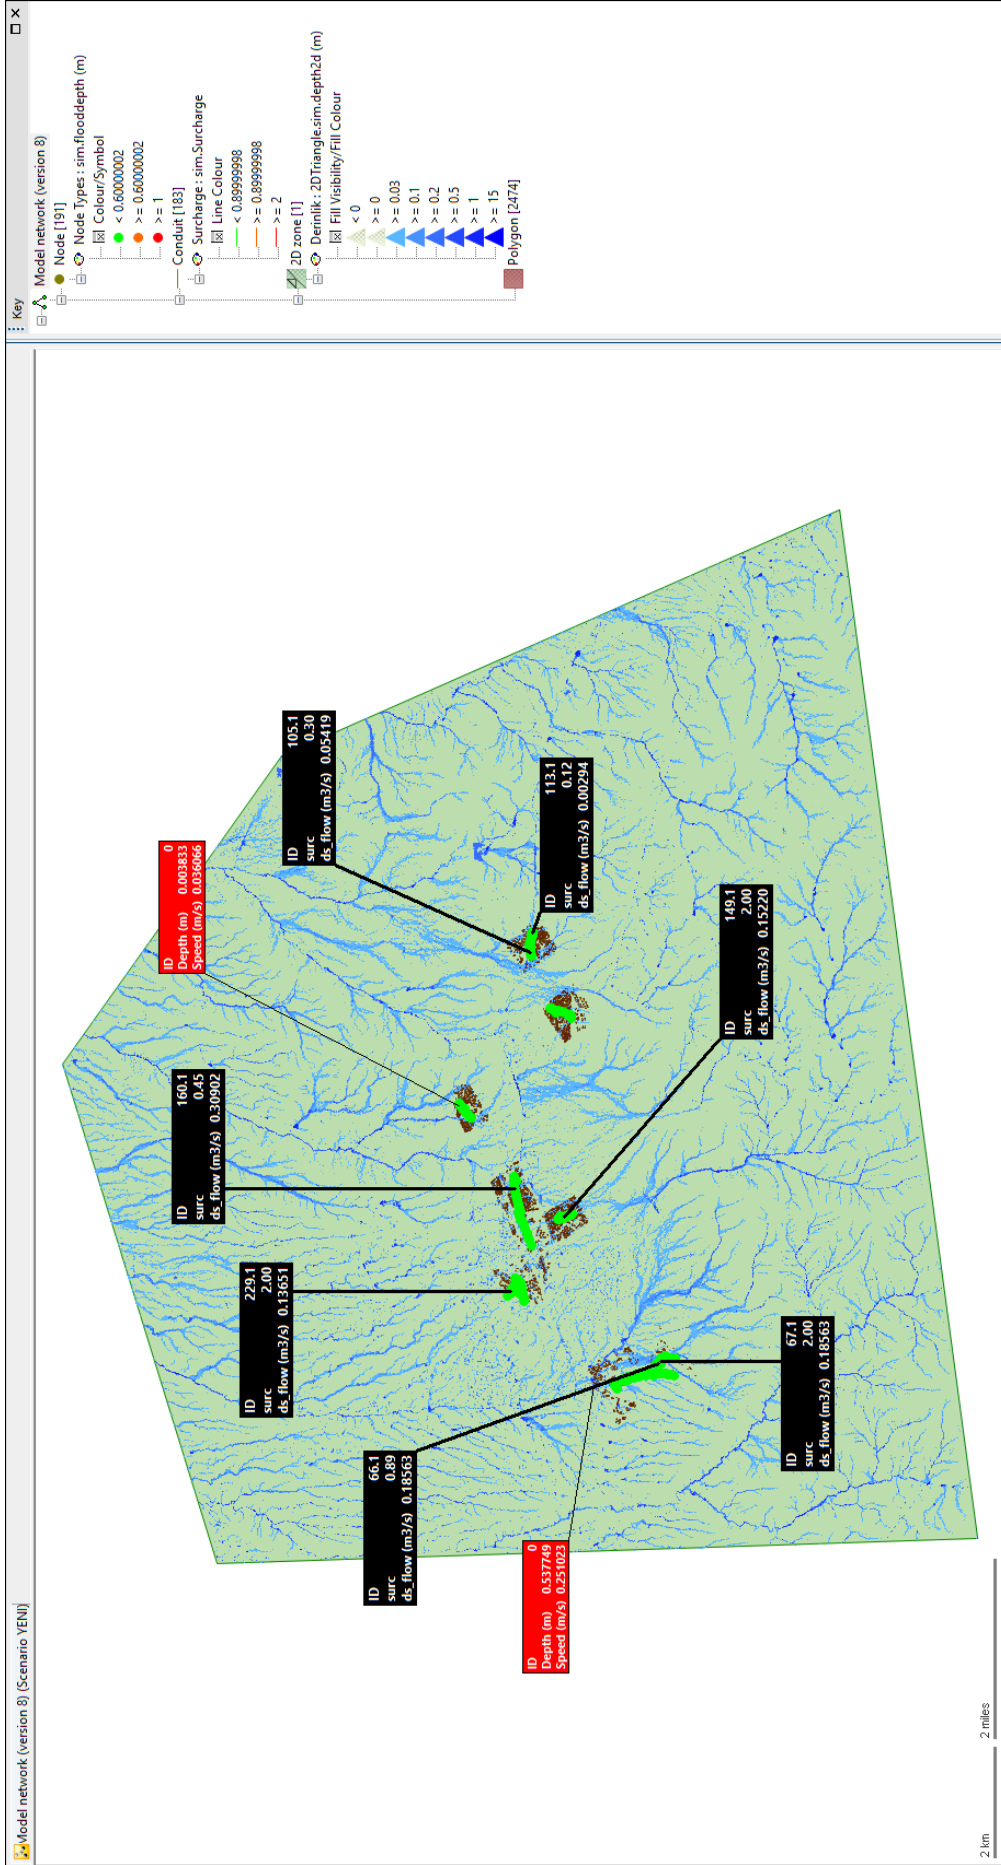 Model network (version 8) (Scenario YENI)
Key
Model network (version 8)
Node [191]
Node Types : sim.flooddepth (m)
Colour/Symbol
< 0.60000002
>= 0.60000002
>= 1
Conduit [183]
Surcharge : sim.Surcharge
Line Colour
< 0.89999998
>= 0.89999998
>= 2
2D zone [1]
Derinlik : 2DTriangle.sim.depth2d (m)
Fill Visibility/Fill Colour
< 0
>= 0
>= 0.03
>= 0.1
>= 0.2
>= 0.5
>= 1
>= 15
Polygon [2474]
ID 0
Depth (m) 0.003833
Speed (m/s) 0.036066
ID 160.1
surc 0.45
ds_flow (m3/s) 0.30902
ID 229.1
surc 2.00
ds_flow (m3/s) 0.13651
ID 105.1
surc 0.30
ds_flow (m3/s) 0.05419
ID 66.1
surc 0.89
ds_flow (m3/s) 0.18563
ID 0
Depth (m) 0.537749
Speed (m/s) 0.251023
ID 113.1
surc 0.12
ds_flow (m3/s) 0.00294
ID 149.1
surc 2.00
ds_flow (m3/s) 0.15220
ID 67.1
surc 2.00
ds_flow (m3/s) 0.18563
2 km
2 miles